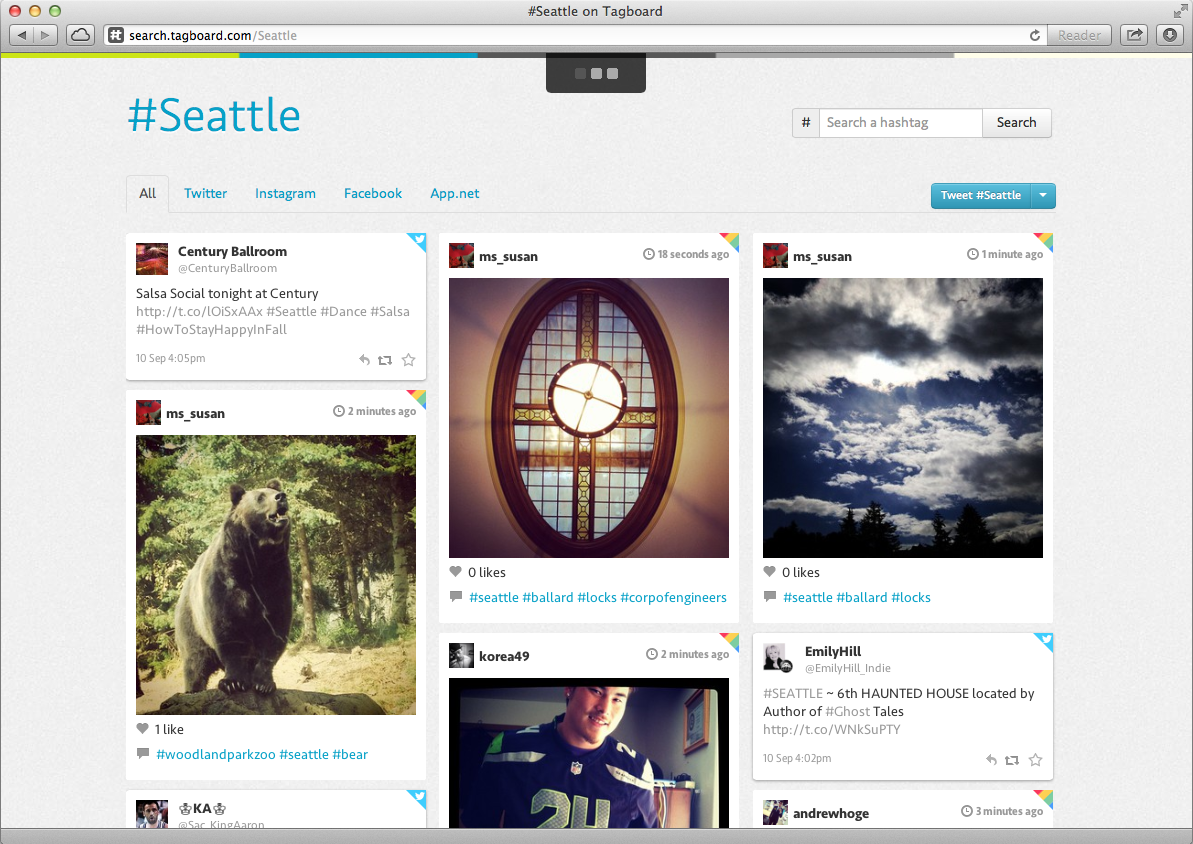 #Seattle on Tagboard
search.tagboard.com/Seattle
Reader
#Seattle
# Search a hashtag Search
All Twitter Instagram Facebook App.net
Tweet #Seattle
Century Ballroom
@CenturyBallroom
Salsa Social tonight at Century
http://t.co/lOiSxAAx #Seattle #Dance #Salsa
#HowToStayHappyInFall
10 Sep 4:05pm
ms_susan 2 minutes ago
1 like
#woodlandparkzoo #seattle #bear
♔KA♔
@Sac_KingAaron
ms_susan 18 seconds ago
0 likes
#seattle #ballard #locks #corpofengineers
korea49 2 minutes ago
NFL
24
ms_susan 1 minute ago
0 likes
#seattle #ballard #locks
EmilyHill
@EmilyHill_Indie
#SEATTLE ~ 6th HAUNTED HOUSE located by
Author of #Ghost Tales
http://t.co/WNkSuPTY
10 Sep 4:02pm
andrewhoge 3 minutes ago